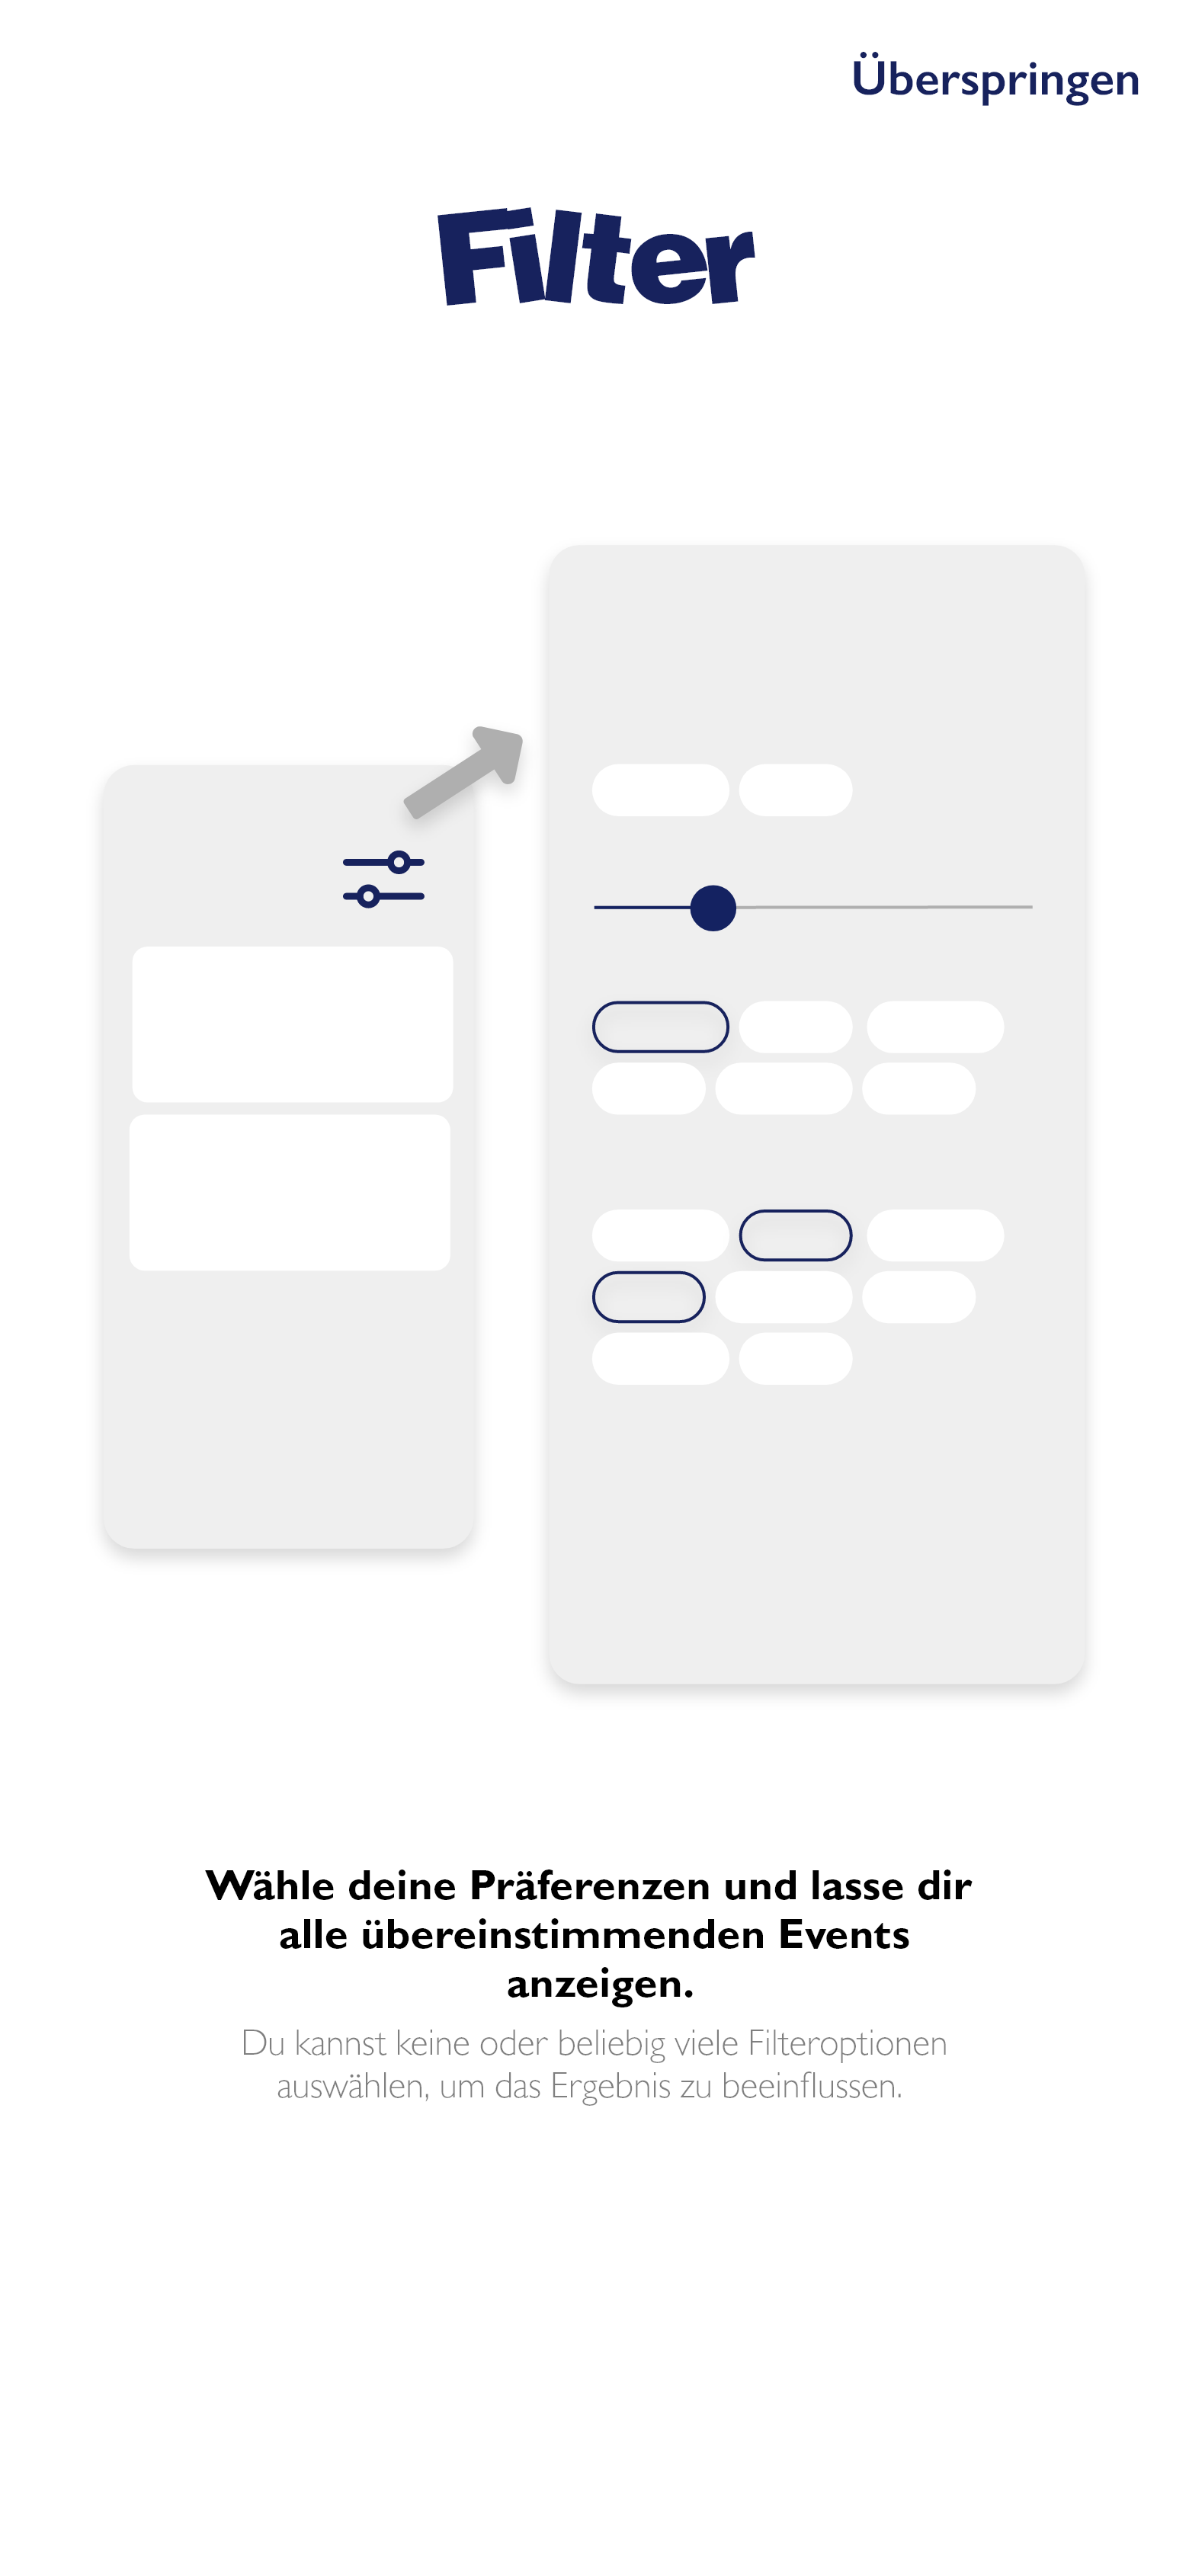 Überspringen
Filter
Wähle deine Präferenzen und lasse dir
alle übereinstimmenden Events
anzeigen.
Du kannst keine oder beliebig viele Filteroptionen
auswählen, um das Ergebnis zu beeinflussen.